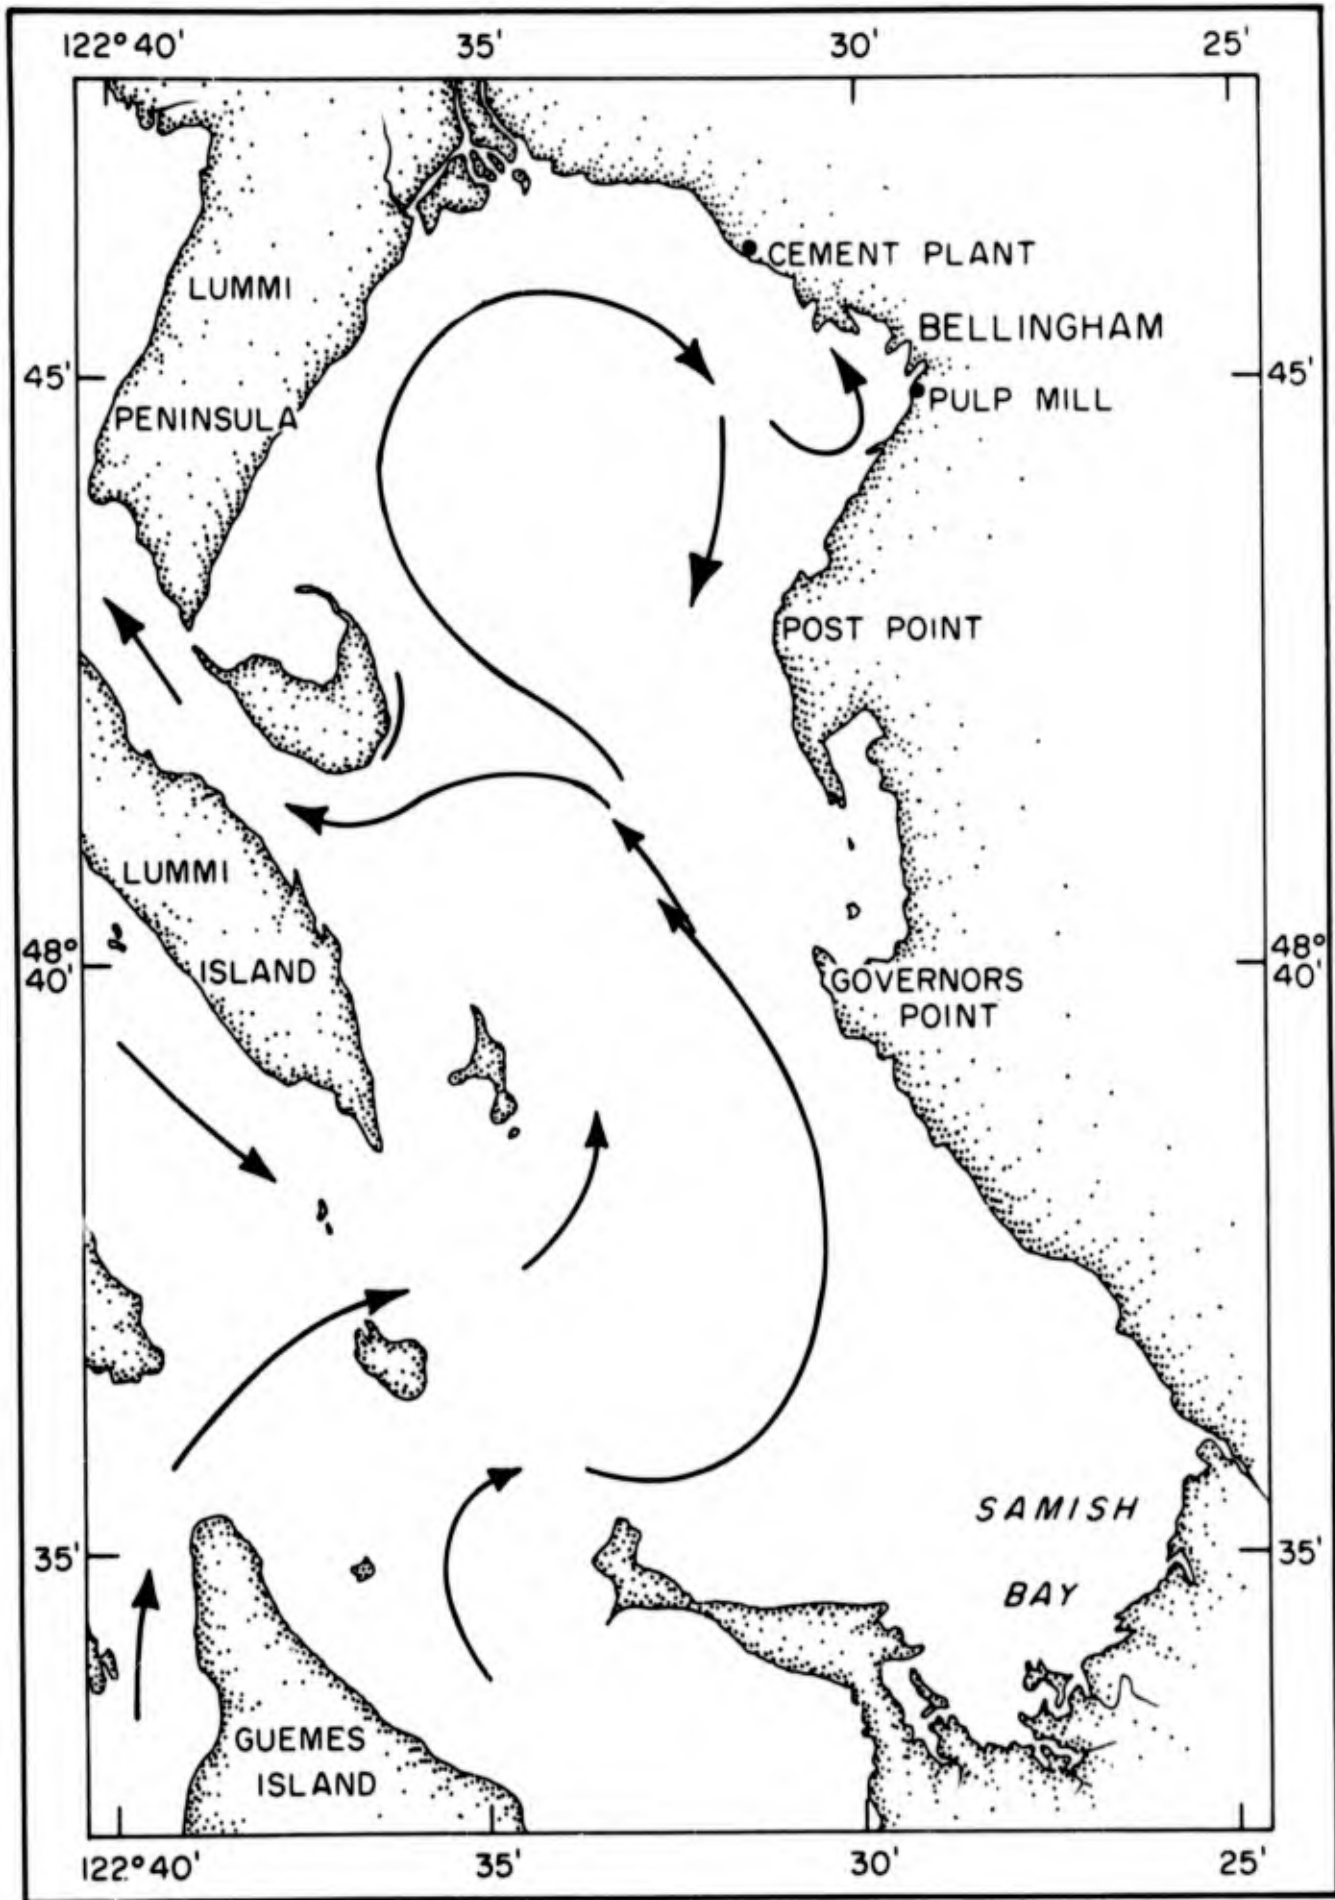 122° 40'
35'
30'
25'
CEMENT PLANT
LUMMI
BELLINGHAM
45'
45'
PENINSULA
PULP MILL
POST POINT
LUMMI
48°
40'
ISLAND
48°
40'
GOVERNORS
POINT
SAMISH
35'
35'
BAY
GUEMES
ISLAND
122° 40'
35'
30'
25'